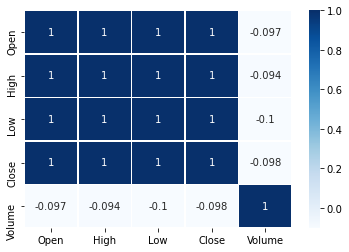 Open 1 1 1 1 -0.097
High 1 1 1 1 -0.094
Low 1 1 1 1 -0.1
Close 1 1 1 1 -0.098
Volume -0.097 -0.094 -0.1 -0.098 1
Open High Low Close Volume
1.0
0.8
0.6
0.4
0.2
0.0